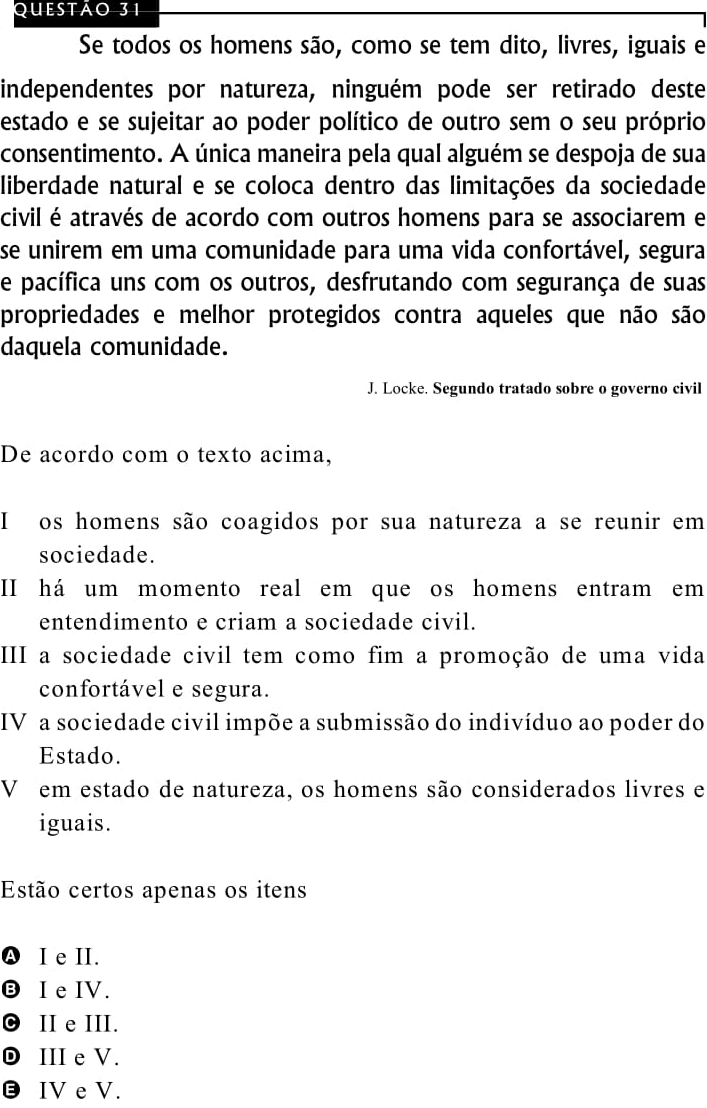 QUESTÃO 31
Se todos os homens são, como se tem dito, livres, iguais e
independentes por natureza, ninguém pode ser retirado deste
estado e se sujeitar ao poder político de outro sem o seu próprio
consentimento. A única maneira pela qual alguém se despoja de sua
liberdade natural e se coloca dentro das limitações da sociedade
civil é através de acordo com outros homens para se associarem e
se unirem em uma comunidade para uma vida confortável, segura
e pacífica uns com os outros, desfrutando com segurança de suas
propriedades e melhor protegidos contra aqueles que não são
daquela comunidade.
J. Locke. Segundo tratado sobre o governo civil
De acordo com o texto acima,
I os homens são coagidos por sua natureza a se reunir em
sociedade.
II há um momento real em que os homens entram em
entendimento e criam a sociedade civil.
III a sociedade civil tem como fim a promoção de uma vida
confortável e segura.
IV a sociedade civil impõe a submissão do indivíduo ao poder do
Estado.
V em estado de natureza, os homens são considerados livres e
iguais.
Estão certos apenas os itens
A I e II.
B I e IV.
C II e III.
D III e V.
E IV e V.